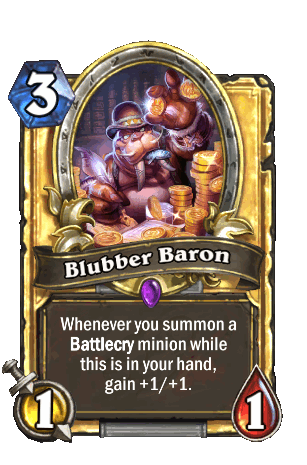 3
Blubber Baron
Whenever you summon a
Battlecry minion while
this is in your hand,
gain +1/+1.
1
1